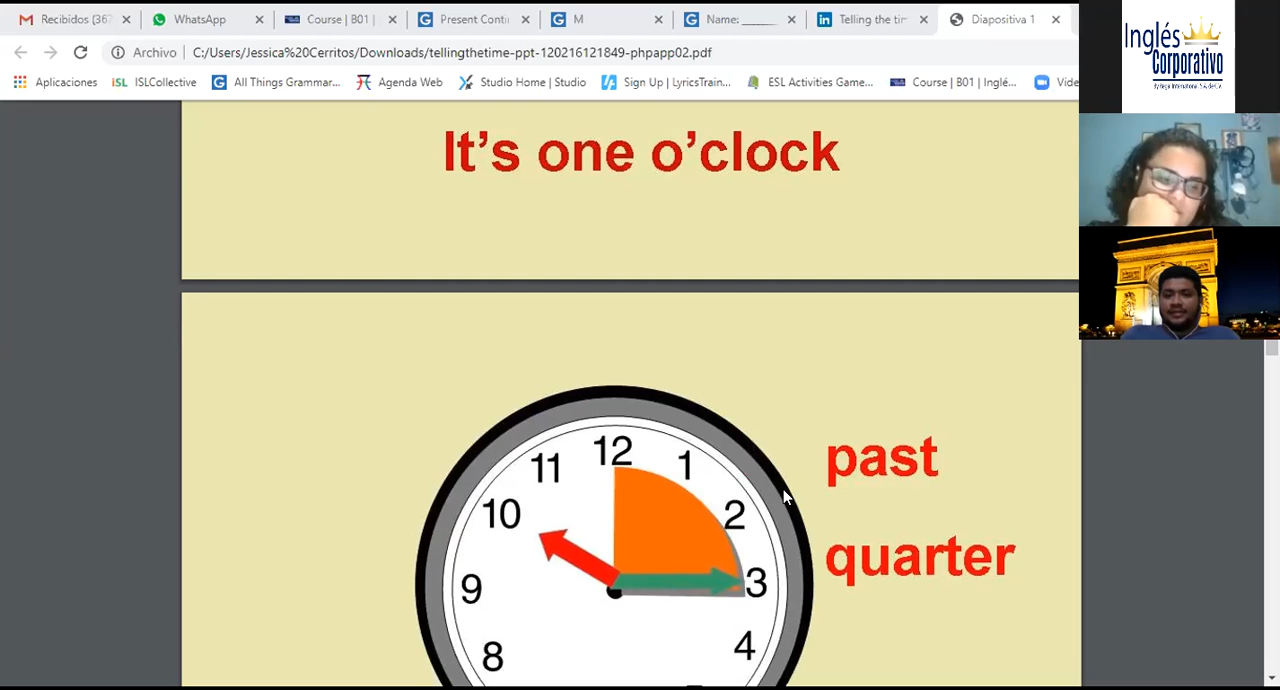 Recibidos (367
WhatsApp
Course | B01 |
Present Conti
M
Name: ______
Telling the tim
Diapositiva 1
Archivo
C:/Users/Jessica%20Cerritos/Downloads/tellingthetime-ppt-120216121849-phpapp02.pdf
Aplicaciones
iSL ISLCollective
All Things Grammar...
Agenda Web
Studio Home | Studio
Sign Up | LyricsTrain...
ESL Activities Game...
Course | B01 | Inglé...
Vide
Inglés
Corporativo
It's one o'clock
past
quarter
12
1
2
3
4
8
9
10
11